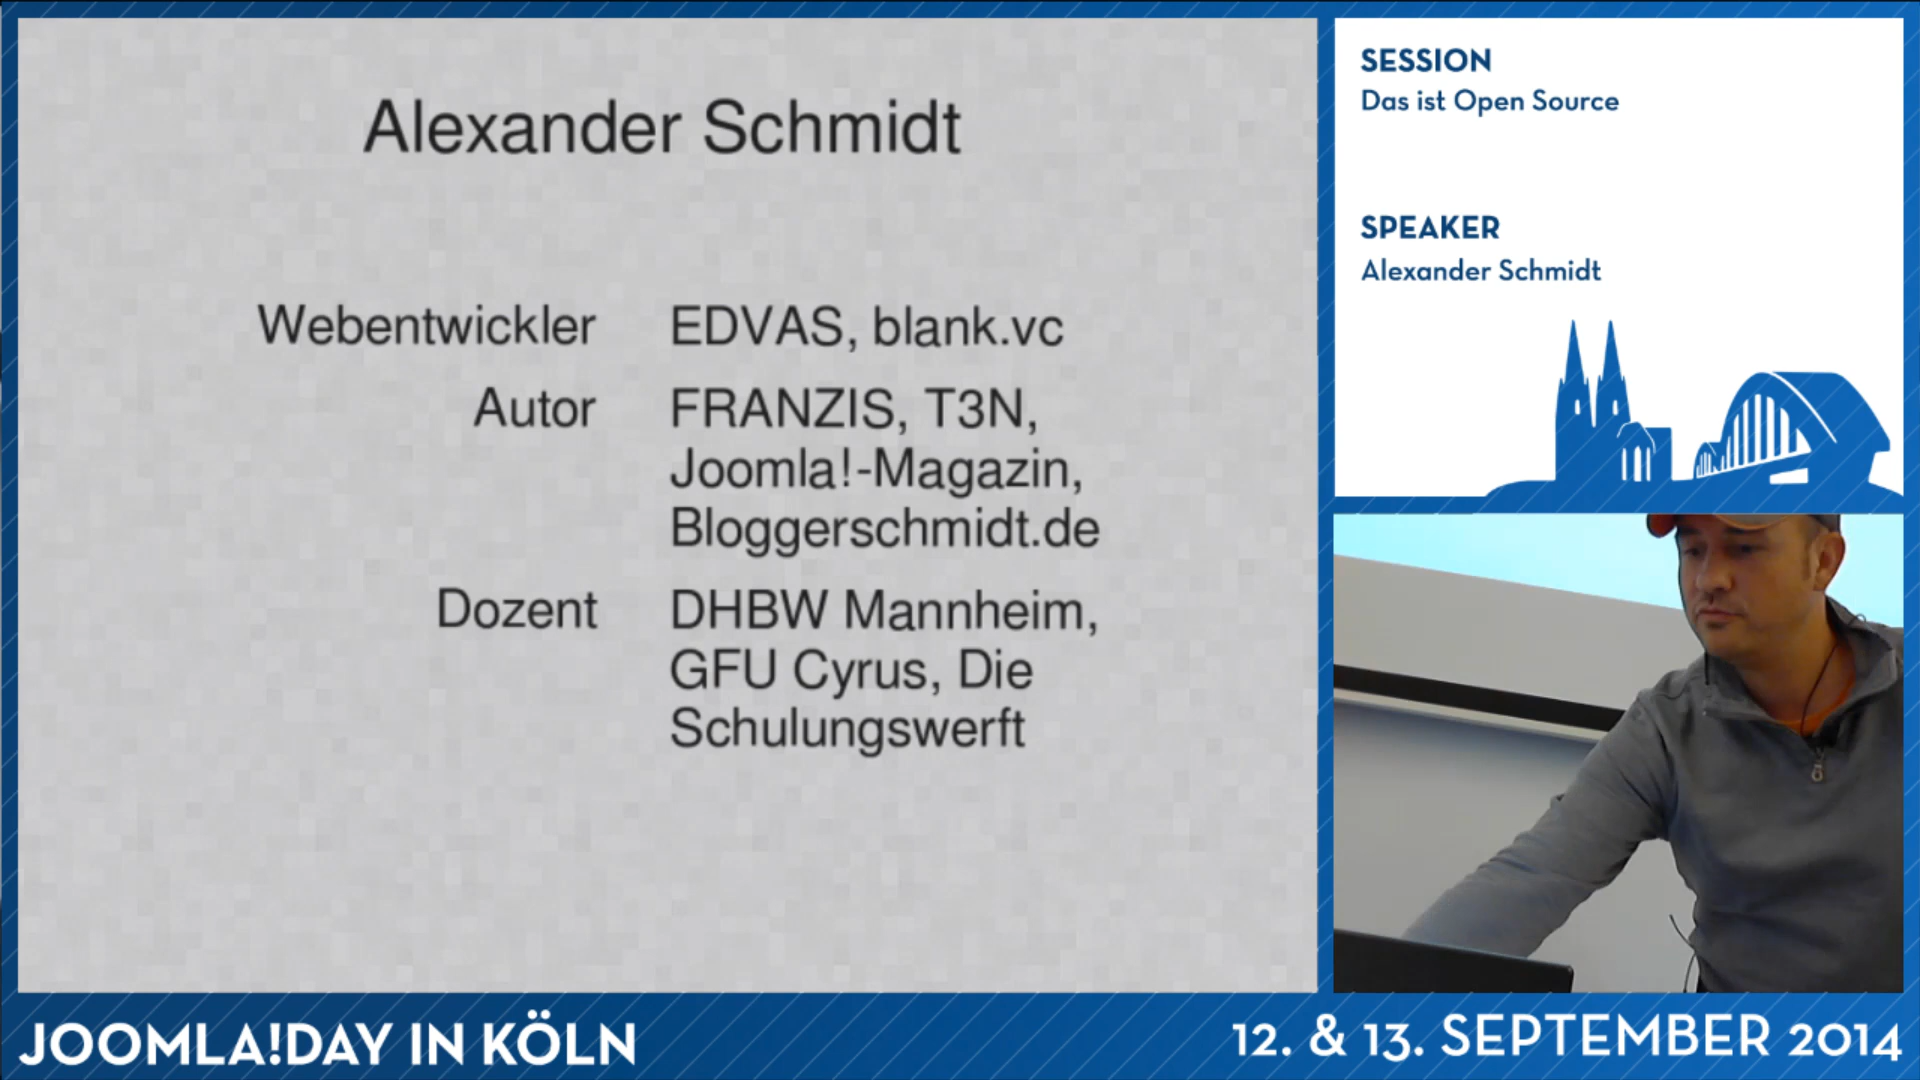 Alexander Schmidt
Webentwickler EDVAS, blank.vc
Autor FRANZIS, T3N,
Joomla!-Magazin,
Bloggerschmidt.de
Dozent DHBW Mannheim,
GFU Cyrus, Die
Schulungswerft
SESSION
Das ist Open Source
SPEAKER
Alexander Schmidt
JOOMLA!DAY IN KÖLN
12. & 13. SEPTEMBER 2014